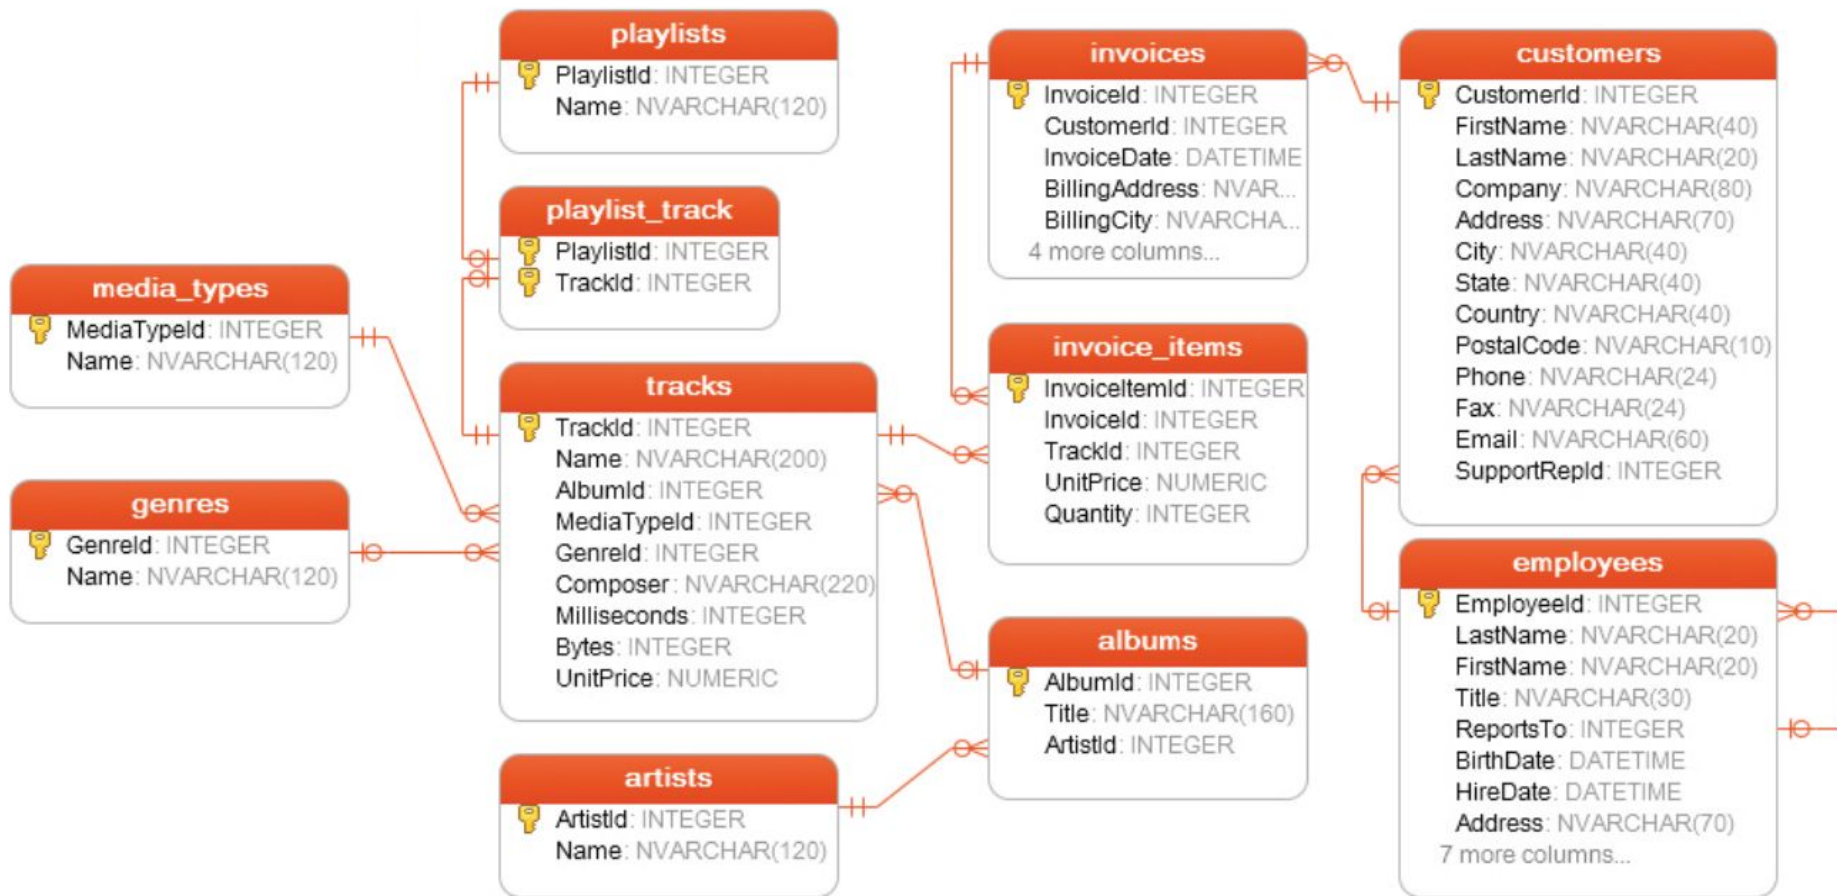 playlists
PlaylistId: INTEGER
Name: NVARCHAR(120)
playlist_track
PlaylistId: INTEGER
TrackId: INTEGER
media_types
MediaTypeId: INTEGER
Name: NVARCHAR(120)
genres
GenreId: INTEGER
Name: NVARCHAR(120)
tracks
TrackId: INTEGER
Name: NVARCHAR(200)
AlbumId: INTEGER
MediaTypeId: INTEGER
GenreId: INTEGER
Composer: NVARCHAR(220)
Milliseconds: INTEGER
Bytes: INTEGER
UnitPrice: NUMERIC
artists
ArtistId: INTEGER
Name: NVARCHAR(120)
invoices
InvoiceId: INTEGER
CustomerId: INTEGER
InvoiceDate: DATETIME
BillingAddress: NVAR...
BillingCity: NVARCHA...
4 more columns...
invoice_items
InvoiceItemId: INTEGER
InvoiceId: INTEGER
TrackId: INTEGER
UnitPrice: NUMERIC
Quantity: INTEGER
albums
AlbumId: INTEGER
Title: NVARCHAR(160)
ArtistId: INTEGER
customers
CustomerId: INTEGER
FirstName: NVARCHAR(40)
LastName: NVARCHAR(20)
Company: NVARCHAR(80)
Address: NVARCHAR(70)
City: NVARCHAR(40)
State: NVARCHAR(40)
Country: NVARCHAR(40)
PostalCode: NVARCHAR(10)
Phone: NVARCHAR(24)
Fax: NVARCHAR(24)
Email: NVARCHAR(60)
SupportRepId: INTEGER
employees
EmployeeId: INTEGER
LastName: NVARCHAR(20)
FirstName: NVARCHAR(20)
Title: NVARCHAR(30)
ReportsTo: INTEGER
BirthDate: DATETIME
HireDate: DATETIME
Address: NVARCHAR(70)
7 more columns...